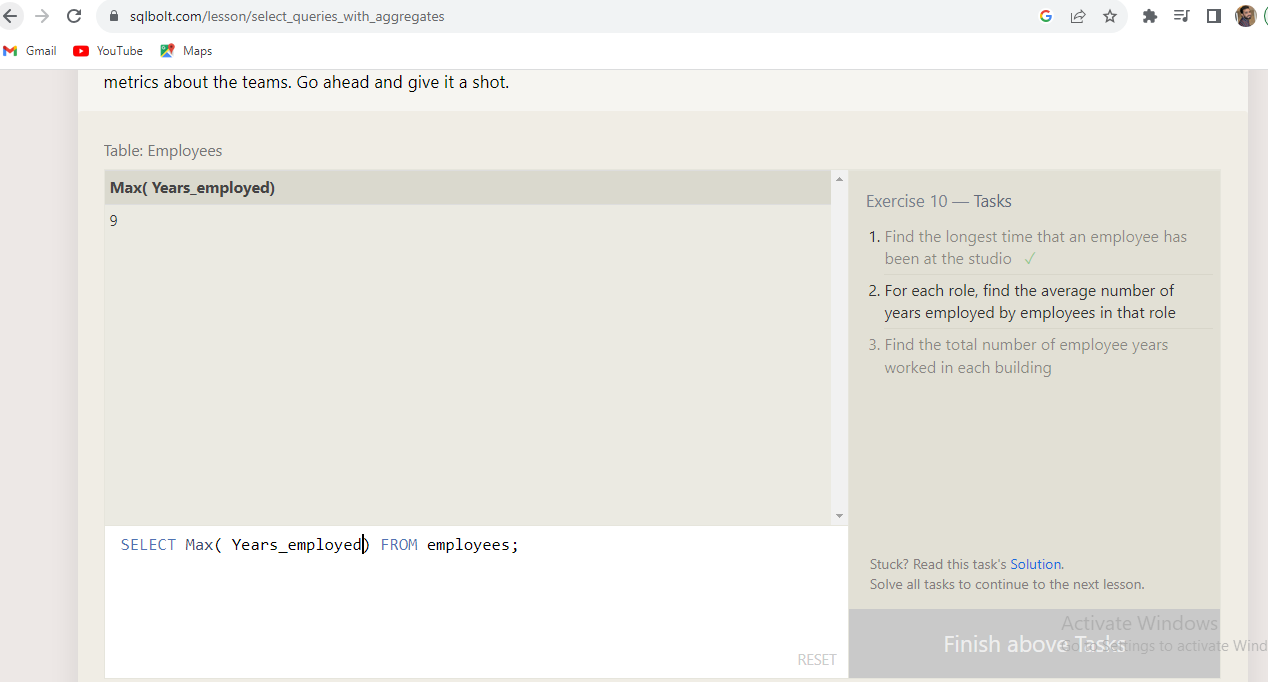 sqlbolt.com/lesson/select_queries_with_aggregates
Gmail YouTube Maps
metrics about the teams. Go ahead and give it a shot.
Table: Employees
Max( Years_employed)
9
Exercise 10 — Tasks
1. Find the longest time that an employee has
been at the studio ✓
2. For each role, find the average number of
years employed by employees in that role
3. Find the total number of employee years
worked in each building
SELECT Max( Years_employed) FROM employees;
RESET
Stuck? Read this task's Solution.
Solve all tasks to continue to the next lesson.
Finish above Tasks
Activate Windows
Go to Settings to activate Wind